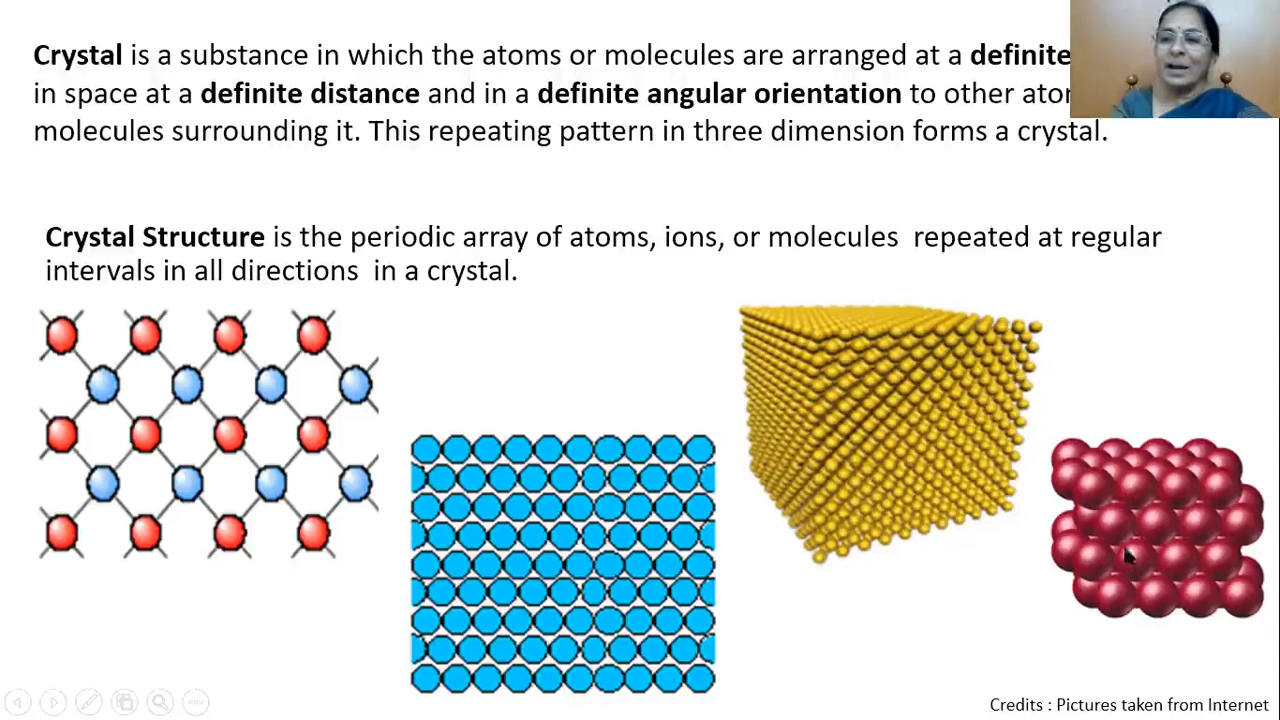 Crystal is a substance in which the atoms or molecules are arranged at a definite
in space at a definite distance and in a definite angular orientation to other
molecules surrounding it. This repeating pattern in three dimension forms a crystal.
Crystal Structure is the periodic array of atoms, ions, or molecules repeated at regular
intervals in all directions in a crystal.
Credits : Pictures taken from Internet